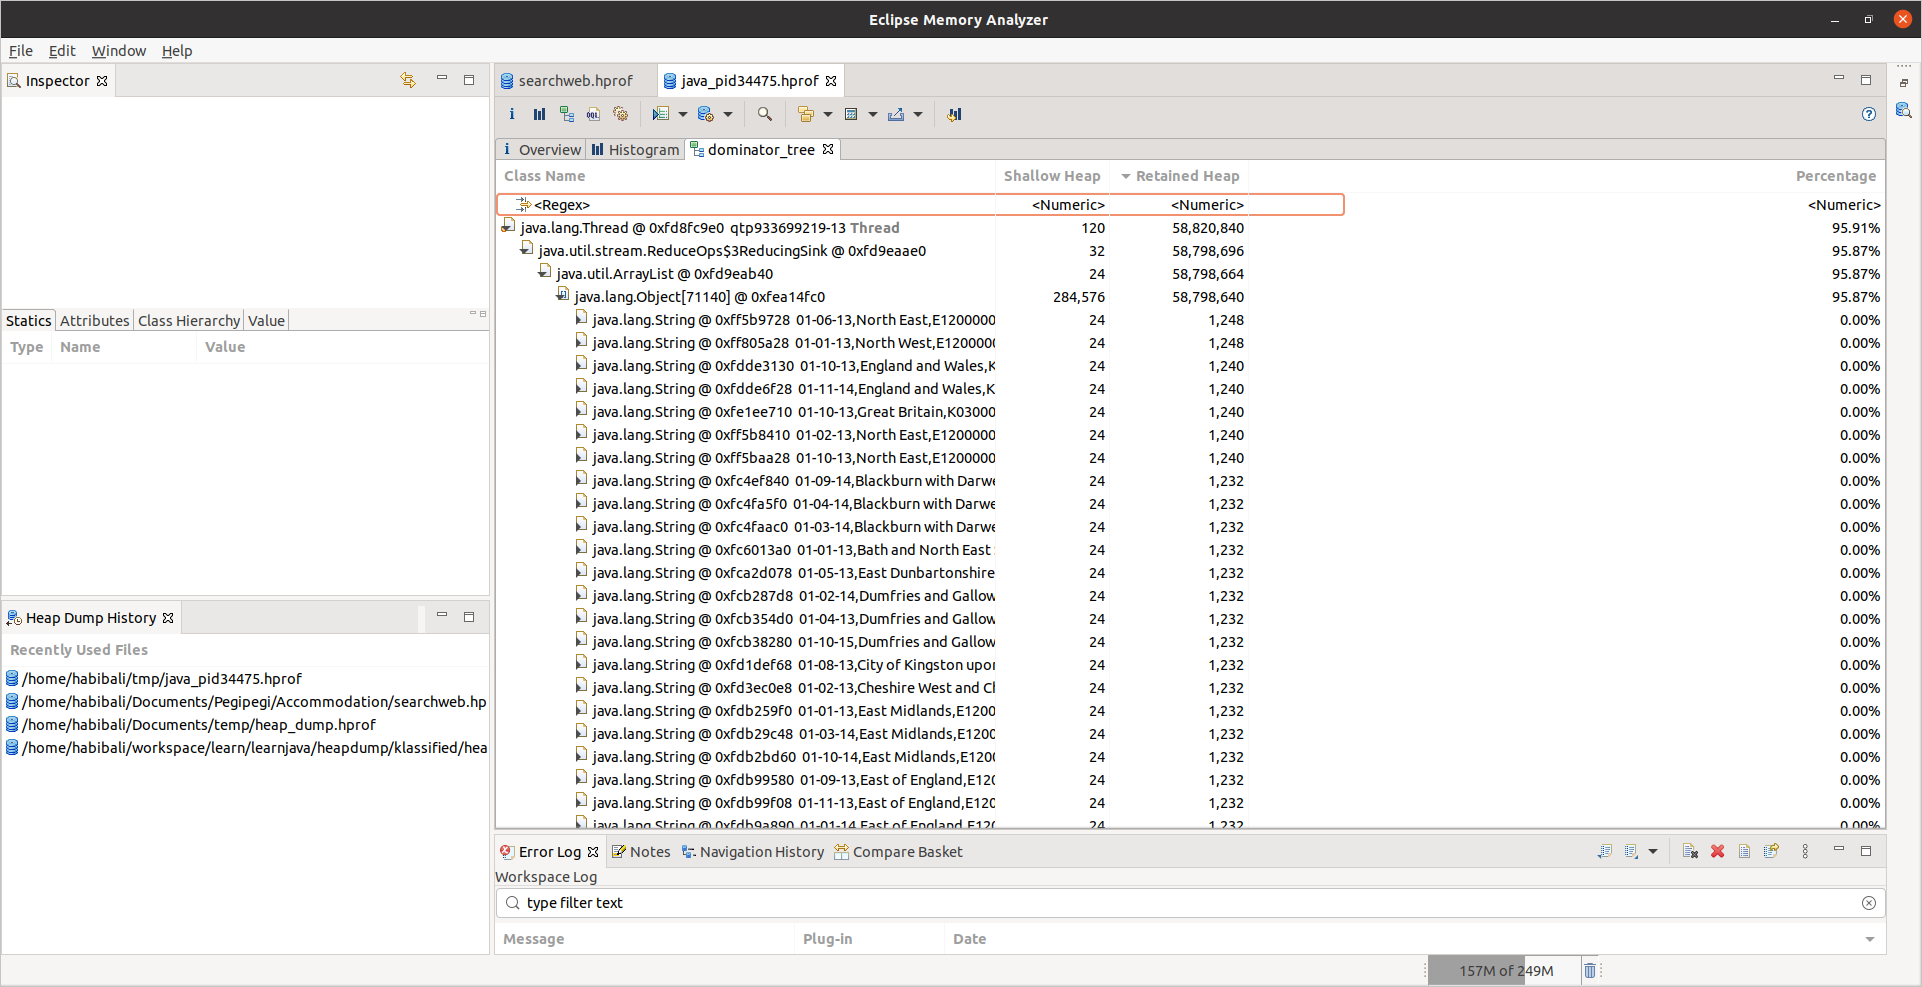 Eclipse Memory Analyzer
File Edit Window Help
Inspector
Statics Attributes Class Hierarchy Value
Type Name Value
Heap Dump History
Recently Used Files
/home/habibali/tmp/java_pid34475.hprof
/home/habibali/Documents/Pegipegi/Accommodation/searchweb.hp
/home/habibali/Documents/temp/heap_dump.hprof
/home/habibali/workspace/learn/learnjava/heapdump/klassified/hea
searchweb.hprof java_pid34475.hprof
i OQL
i Overview Histogram dominator_tree
Class Name Shallow Heap Retained Heap Percentage
<Regex> <Numeric> <Numeric> <Numeric>
java.lang.Thread @ 0xfd8fc9e0 qtp933699219-13 Thread 120 58,820,840 95.91%
java.util.stream.ReduceOps$3ReducingSink @ 0xfd9eaae0 32 58,798,696 95.87%
java.util.ArrayList @ 0xfd9eab40 24 58,798,664 95.87%
java.lang.Object[71140] @ 0xfea14fc0 284,576 58,798,640 95.87%
java.lang.String @ 0xff5b9728 01-06-13,North East,E1200000 24 1,248 0.00%
java.lang.String @ 0xff805a28 01-01-13,North West,E1200000 24 1,248 0.00%
java.lang.String @ 0xfdde3130 01-10-13,England and Wales,K 24 1,240 0.00%
java.lang.String @ 0xfdde6f28 01-11-14,England and Wales,K 24 1,240 0.00%
java.lang.String @ 0xfe1ee710 01-10-13,Great Britain,K03000 24 1,240 0.00%
java.lang.String @ 0xff5b8410 01-02-13,North East,E1200000 24 1,240 0.00%
java.lang.String @ 0xff5baa28 01-10-13,North East,E1200000 24 1,240 0.00%
java.lang.String @ 0xfc4ef840 01-09-14,Blackburn with Darwe 24 1,232 0.00%
java.lang.String @ 0xfc4fa5f0 01-04-13,Blackburn with Darwe 24 1,232 0.00%
java.lang.String @ 0xfc4faac0 01-03-14,Blackburn with Darwe 24 1,232 0.00%
java.lang.String @ 0xfc6013a0 01-01-13,Bath and North East 24 1,232 0.00%
java.lang.String @ 0xfca2d078 01-05-13,East Dunbartonshire 24 1,232 0.00%
java.lang.String @ 0xfcb287d8 01-02-14,Dumfries and Gallow 24 1,232 0.00%
java.lang.String @ 0xfcb354d0 01-04-13,Dumfries and Gallow 24 1,232 0.00%
java.lang.String @ 0xfcb38280 01-10-15,Dumfries and Gallow 24 1,232 0.00%
java.lang.String @ 0xfd1def68 01-08-13,City of Kingston upon 24 1,232 0.00%
java.lang.String @ 0xfd3ec0e8 01-02-13,Cheshire West and Ch 24 1,232 0.00%
java.lang.String @ 0xfdb259f0 01-01-13,East Midlands,E1200 24 1,232 0.00%
java.lang.String @ 0xfdb29c48 01-03-14,East Midlands,E1200 24 1,232 0.00%
java.lang.String @ 0xfdb2bd60 01-10-14,East Midlands,E1200 24 1,232 0.00%
java.lang.String @ 0xfdb99580 01-09-13,East of England,E120 24 1,232 0.00%
java.lang.String @ 0xfdb99f08 01-11-13,East of England,E120 24 1,232 0.00%
java.lang.String @ 0xfdb9a890 01-01-14,East of England,E120 24 1,232 0.00%
Error Log Notes Navigation History Compare Basket
Workspace Log
type filter text
Message Plug-in Date
157M of 249M